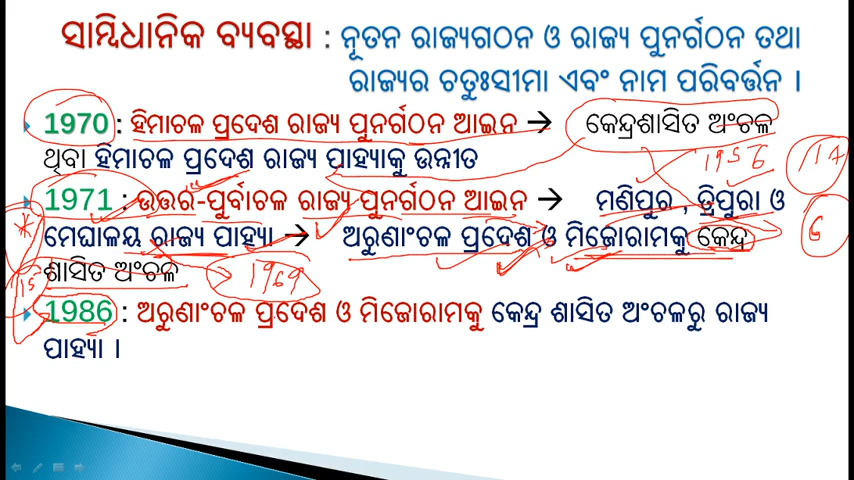 ସାମ୍ବିଧାନିକ ବ୍ୟବସ୍ଥା : ନୂତନ ରାଜ୍ୟଗଠନ ଓ ରାଜ୍ୟ ପୁନର୍ଗଠନ ତଥା
ରାଜ୍ୟର ଚତୁଃସୀମା ଏବଂ ନାମ ପରିବର୍ତ୍ତନ ।
1970 : ହିମାଚଳ ପ୍ରଦେଶ ରାଜ୍ୟ ପୁନର୍ଗଠନ ଆଇନ → କେନ୍ଦ୍ରଶାସିତ ଅଂଚଳ
ଥିବା ହିମାଚଳ ପ୍ରଦେଶ ରାଜ୍ୟ ପାହ୍ୟାକୁ ଉନ୍ନୀତ 1956
1971 : ଉତ୍ତର-ପୁର୍ବାଚଳ ରାଜ୍ୟ ପୁନର୍ଗଠନ ଆଇନ → ମଣିପୁର , ତ୍ରିପୁରା ଓ
ମେଘାଳୟ ରାଜ୍ୟ ପାହ୍ୟା → ଅରୁଣାଂଚଳ ପ୍ରଦେଶ ଓ ମିଜୋରାମକୁ କେନ୍ଦ୍ର
ଶାସିତ ଅଂଚଳ 1969
1986 : ଅରୁଣାଂଚଳ ପ୍ରଦେଶ ଓ ମିଜୋରାମକୁ କେନ୍ଦ୍ର ଶାସିତ ଅଂଚଳରୁ ରାଜ୍ୟ
ପାହ୍ୟା ।